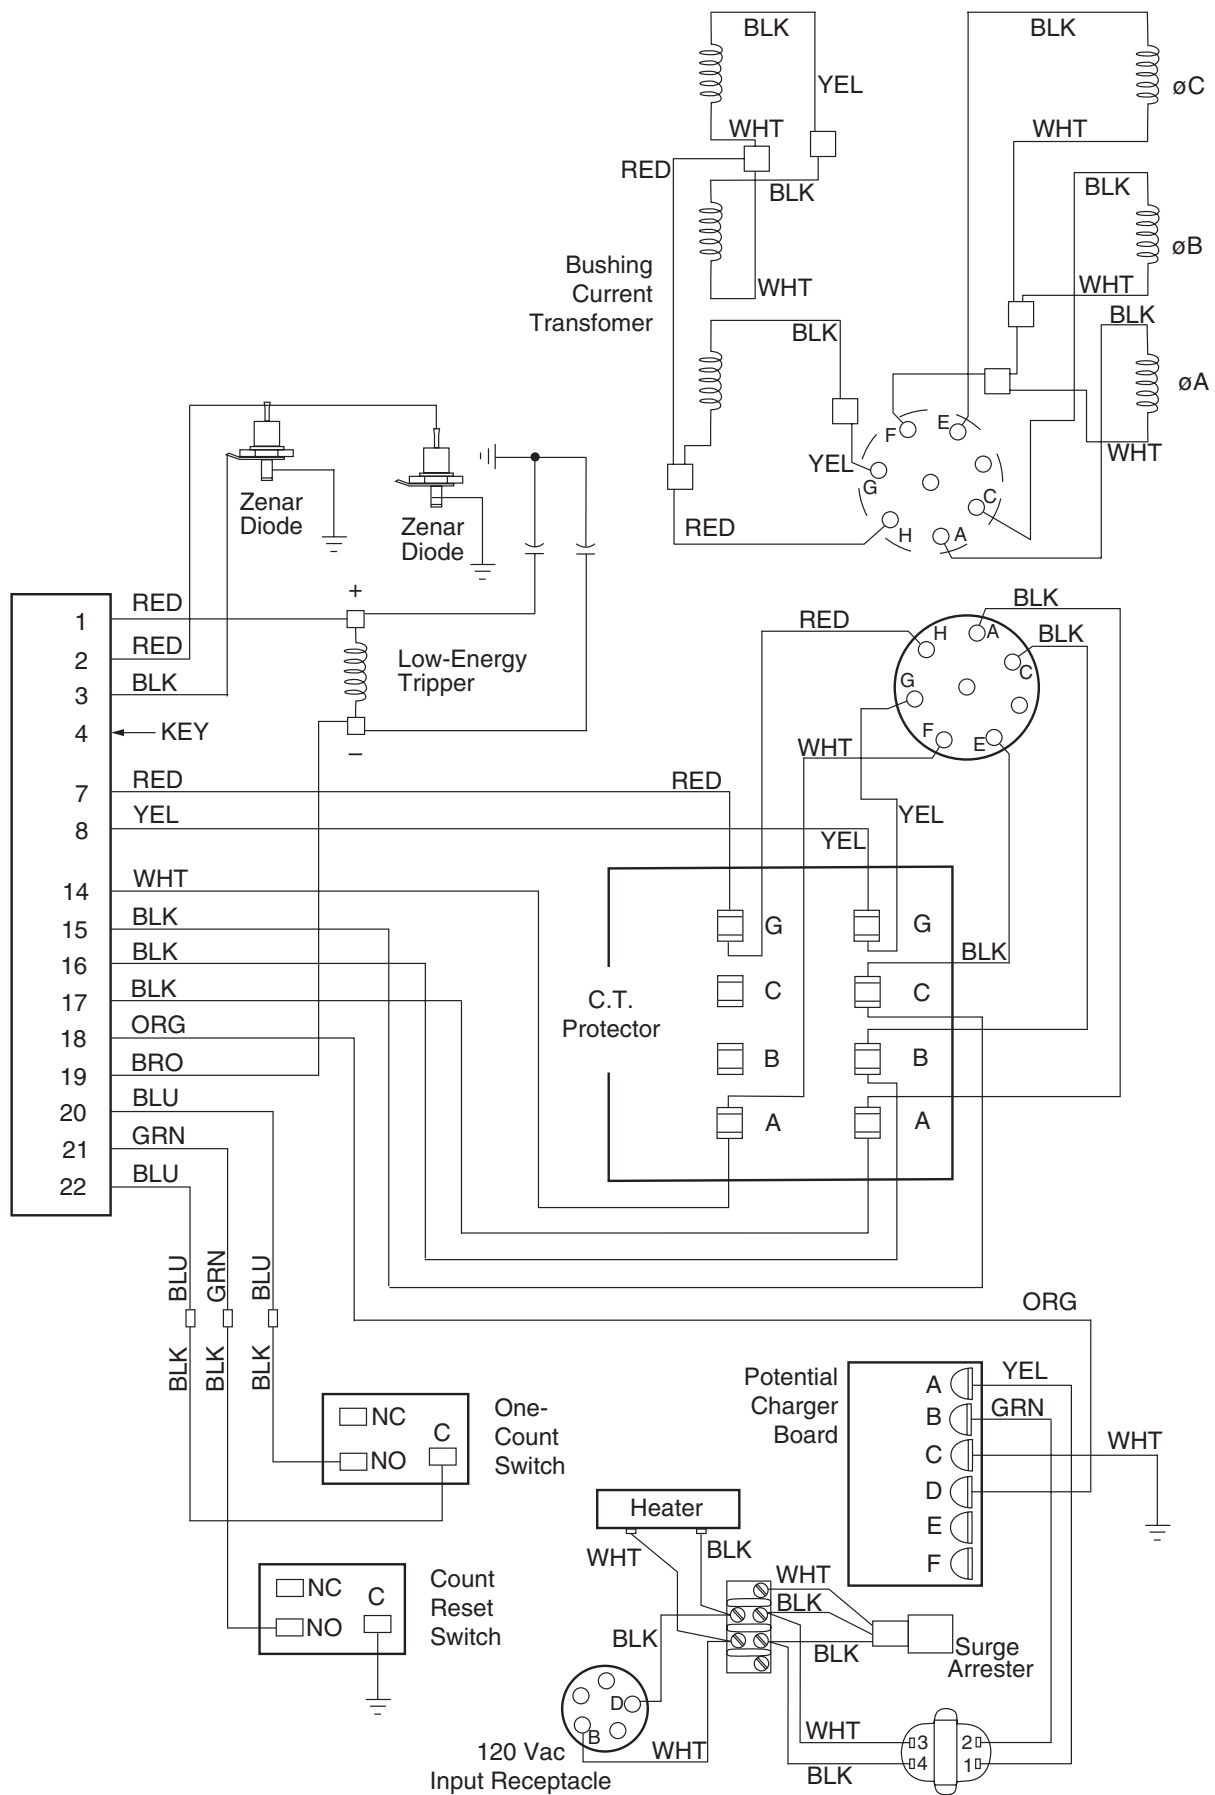 BLK
YEL
WHT
RED
BLK
WHT
Bushing
Current
Transfomer
BLK
YEL
RED
BLK
øC
WHT
BLK
øB
WHT
BLK
øA
WHT
F
E
G
C
H
A
Zenar
Diode
Zenar
Diode
+
Low-Energy
Tripper
–
1
RED
2
RED
3
BLK
4
KEY
7
RED
RED
8
YEL
YEL
14
WHT
15
BLK
16
BLK
17
BLK
18
ORG
19
BRO
20
BLU
21
GRN
22
BLU
RED
BLK
BLK
H
A
C
G
F
E
WHT
YEL
BLK
C.T.
Protector
G
G
C
C
B
B
A
A
BLU
GRN
BLU
BLK
BLK
BLK
NC
C
NO
One-
Count
Switch
NC
C
NO
Count
Reset
Switch
ORG
Potential
Charger
Board
A
B
C
D
E
F
YEL
GRN
WHT
Heater
WHT
BLK
WHT
BLK
BLK
BLK
Surge
Arrester
D
B
120 Vac
Input Receptacle
WHT
WHT
BLK
3
2
4
1